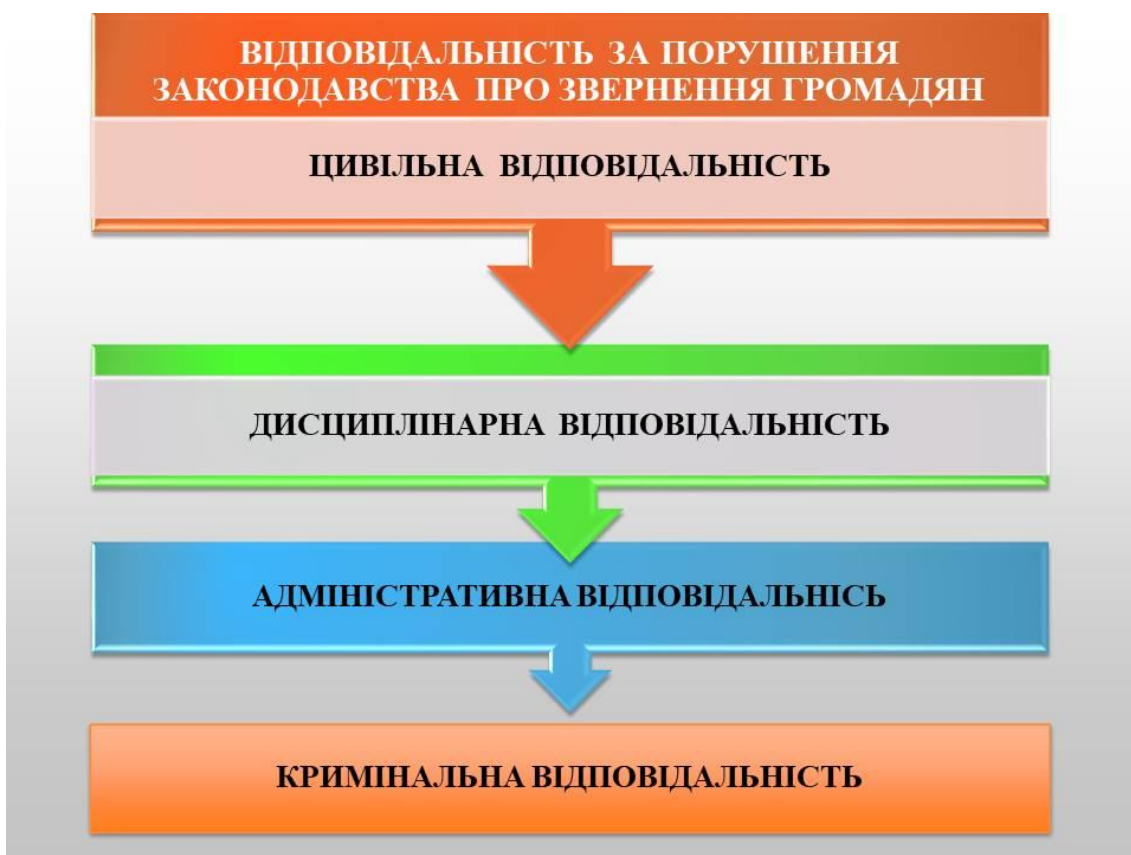 ВІДПОВІДАЛЬНІСТЬ ЗА ПОРУШЕННЯ
ЗАКОНОДАВСТВА ПРО ЗВЕРНЕННЯ ГРОМАДЯН
ЦИВІЛЬНА ВІДПОВІДАЛЬНІСТЬ
ДИСЦИПЛІНАРНА ВІДПОВІДАЛЬНІСТЬ
АДМІНІСТРАТИВНА ВІДПОВІДАЛЬНІСЬ
КРИМІНАЛЬНА ВІДПОВІДАЛЬНІСТЬ